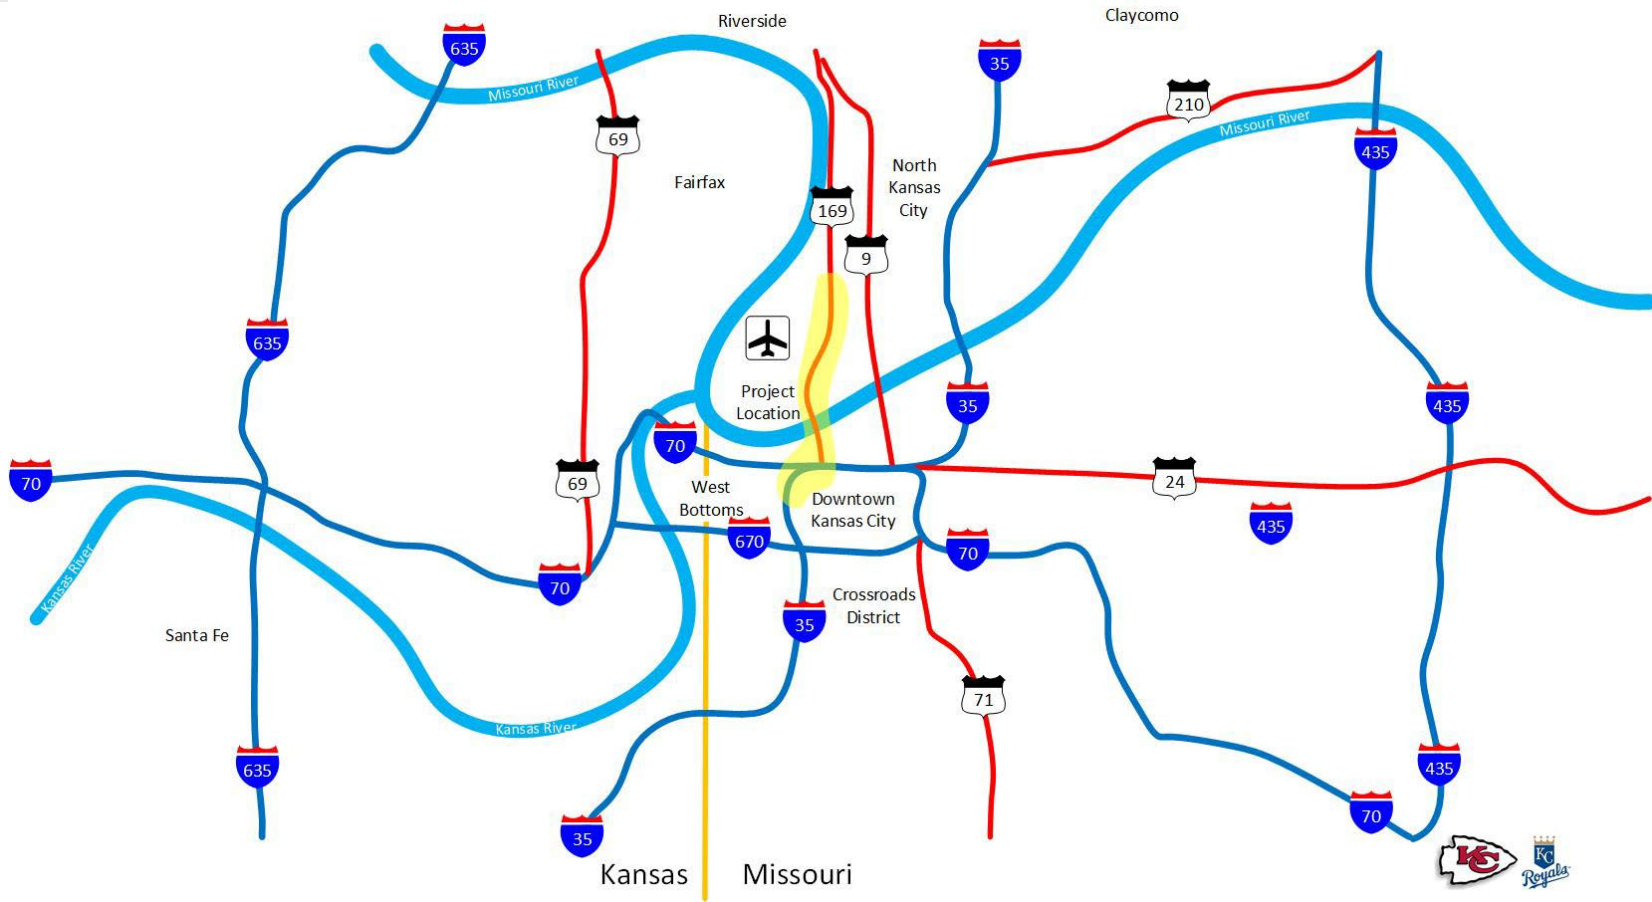 Riverside
Claycomo
635
35
Missouri River
210
Missouri River
69
435
Fairfax
North
Kansas
City
169
9
635
Project
Location
35
435
70
70
69
24
West
Bottoms
Downtown
Kansas City
435
670
70
Kansas River
70
Crossroads
District
35
Santa Fe
71
Kansas River
635
435
70
35
KC
KC
Royals
Kansas
Missouri